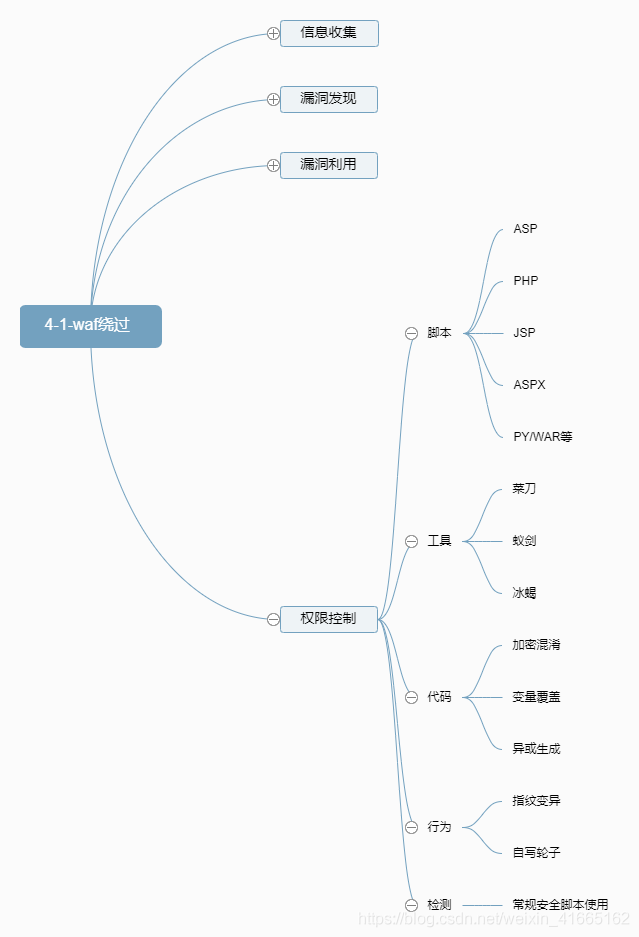 信息收集
漏洞发现
漏洞利用
4-1-waf绕过
权限控制
脚本
ASP
PHP
JSP
ASPX
PY/WAR等
工具
菜刀
蚁剑
冰蝎
代码
加密混淆
变量覆盖
异或生成
行为
指纹变异
自写轮子
检测
常规安全脚本使用
https://blog.csdn.net/weixin_41665162